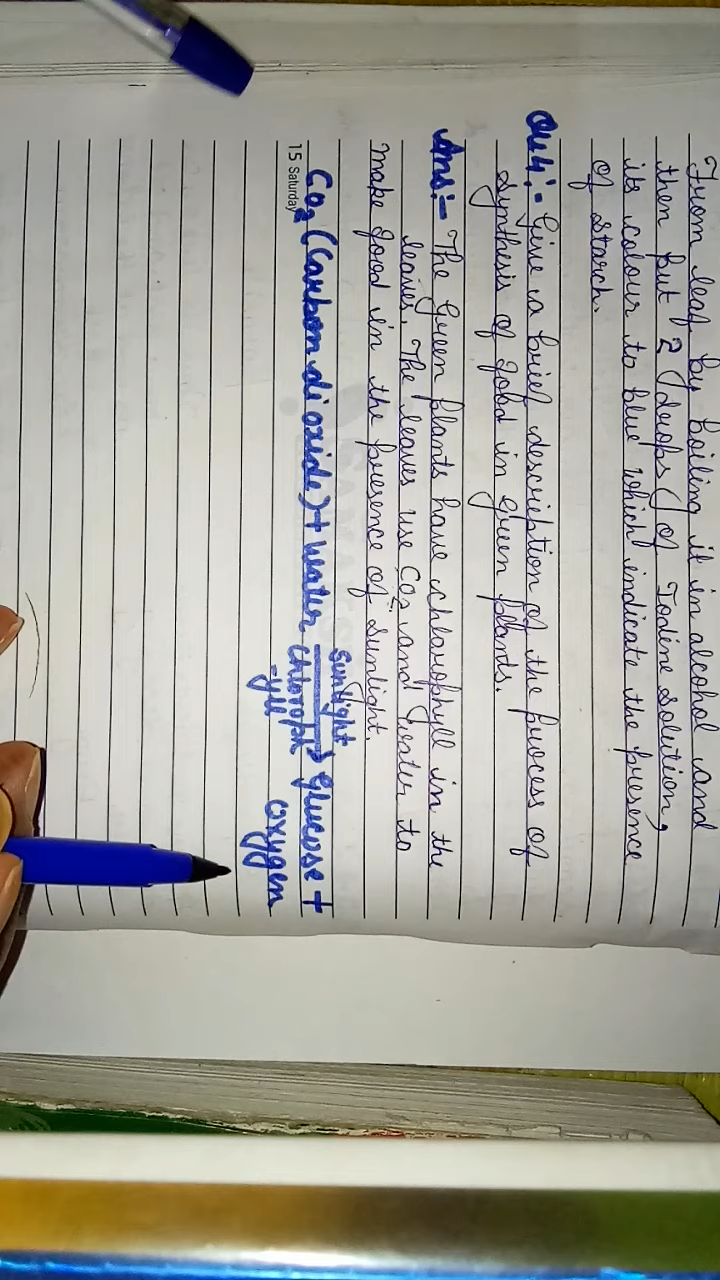 From leaf by boiling it in alcohol and
then put 2 drops of Iodine solution,
its colour to blue which indicate the presence
of starch.
Qu4:- Give a brief description of the process of
synthesis of food in green plants.
Ans:- The Green plants have chlorophyll in the
leaves. The leaves use CO2 and water to
make food in the presence of sunlight.
CO2 (Carbon di oxide) + water sunlight chloroph -yll → glucose + oxygen
15 Saturday